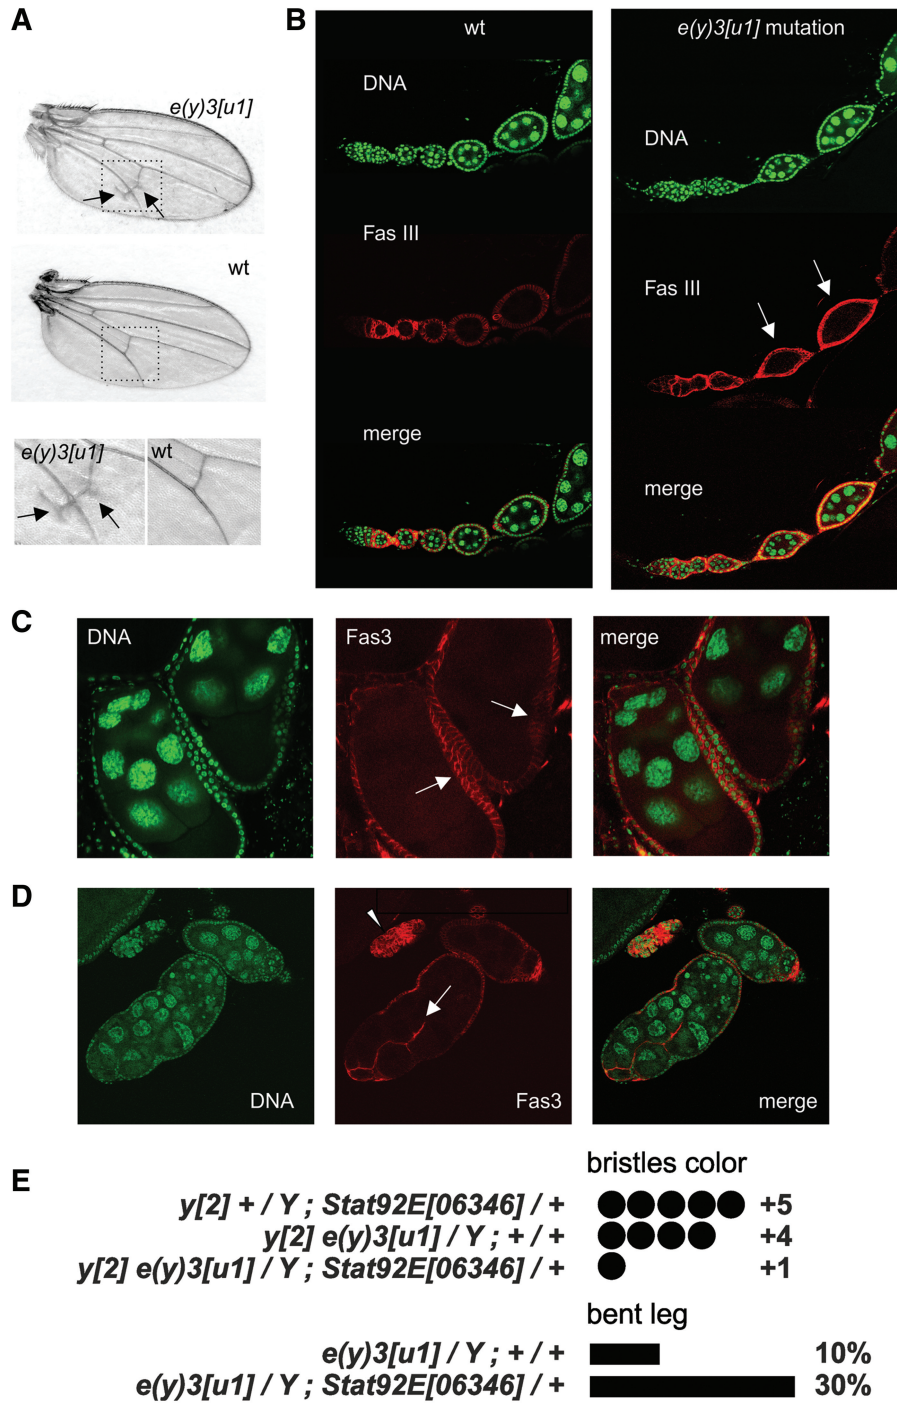 A
e(y)3[u1]
wt
e(y)3[u1]
wt
B
wt
DNA
Fas III
merge
e(y)3[u1] mutation
DNA
Fas III
merge
C
DNA
Fas3
merge
D
DNA
Fas3
merge
E
bristles color
y[2] + / Y ; Stat92E[06346] / + +5
y[2] e(y)3[u1] / Y ; + / + +4
y[2] e(y)3[u1] / Y ; Stat92E[06346] / + +1
bent leg
e(y)3[u1] / Y ; + / + 10%
e(y)3[u1] / Y ; Stat92E[06346] / + 30%